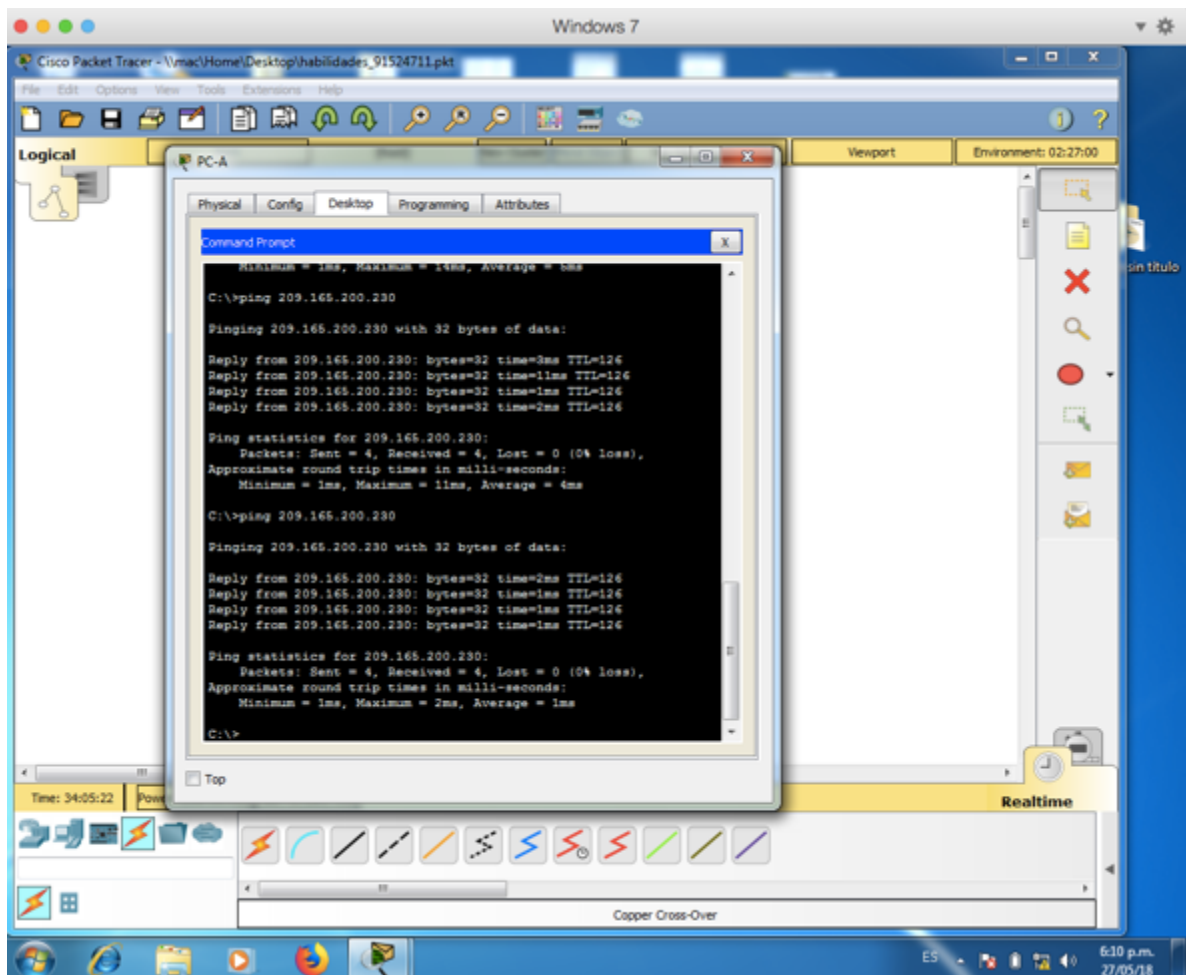 Windows 7
Cisco Packet Tracer - \\mac\Home\Desktop\habilidades_91524711.pkt
File Edit Options View Tools Extensions Help
Logical
Viewport
Environment: 02:27:00
PC-A
Physical Config Desktop Programming Attributes
Command Prompt
X
Minimum = 1ms, Maximum = 14ms, Average = 5ms
C:\>ping 209.165.200.230
Pinging 209.165.200.230 with 32 bytes of data:
Reply from 209.165.200.230: bytes=32 time=3ms TTL=126
Reply from 209.165.200.230: bytes=32 time=11ms TTL=126
Reply from 209.165.200.230: bytes=32 time=1ms TTL=126
Reply from 209.165.200.230: bytes=32 time=2ms TTL=126
Ping statistics for 209.165.200.230:
Packets: Sent = 4, Received = 4, Lost = 0 (0% loss),
Approximate round trip times in milli-seconds:
Minimum = 1ms, Maximum = 11ms, Average = 4ms
C:\>ping 209.165.200.230
Pinging 209.165.200.230 with 32 bytes of data:
Reply from 209.165.200.230: bytes=32 time=2ms TTL=126
Reply from 209.165.200.230: bytes=32 time=1ms TTL=126
Reply from 209.165.200.230: bytes=32 time=1ms TTL=126
Reply from 209.165.200.230: bytes=32 time=1ms TTL=126
Ping statistics for 209.165.200.230:
Packets: Sent = 4, Received = 4, Lost = 0 (0% loss),
Approximate round trip times in milli-seconds:
Minimum = 1ms, Maximum = 2ms, Average = 1ms
C:\>
Top
sin título
Time: 34:05:22
Realtime
Copper Cross-Over
ES
6:10 p.m.
27/05/18